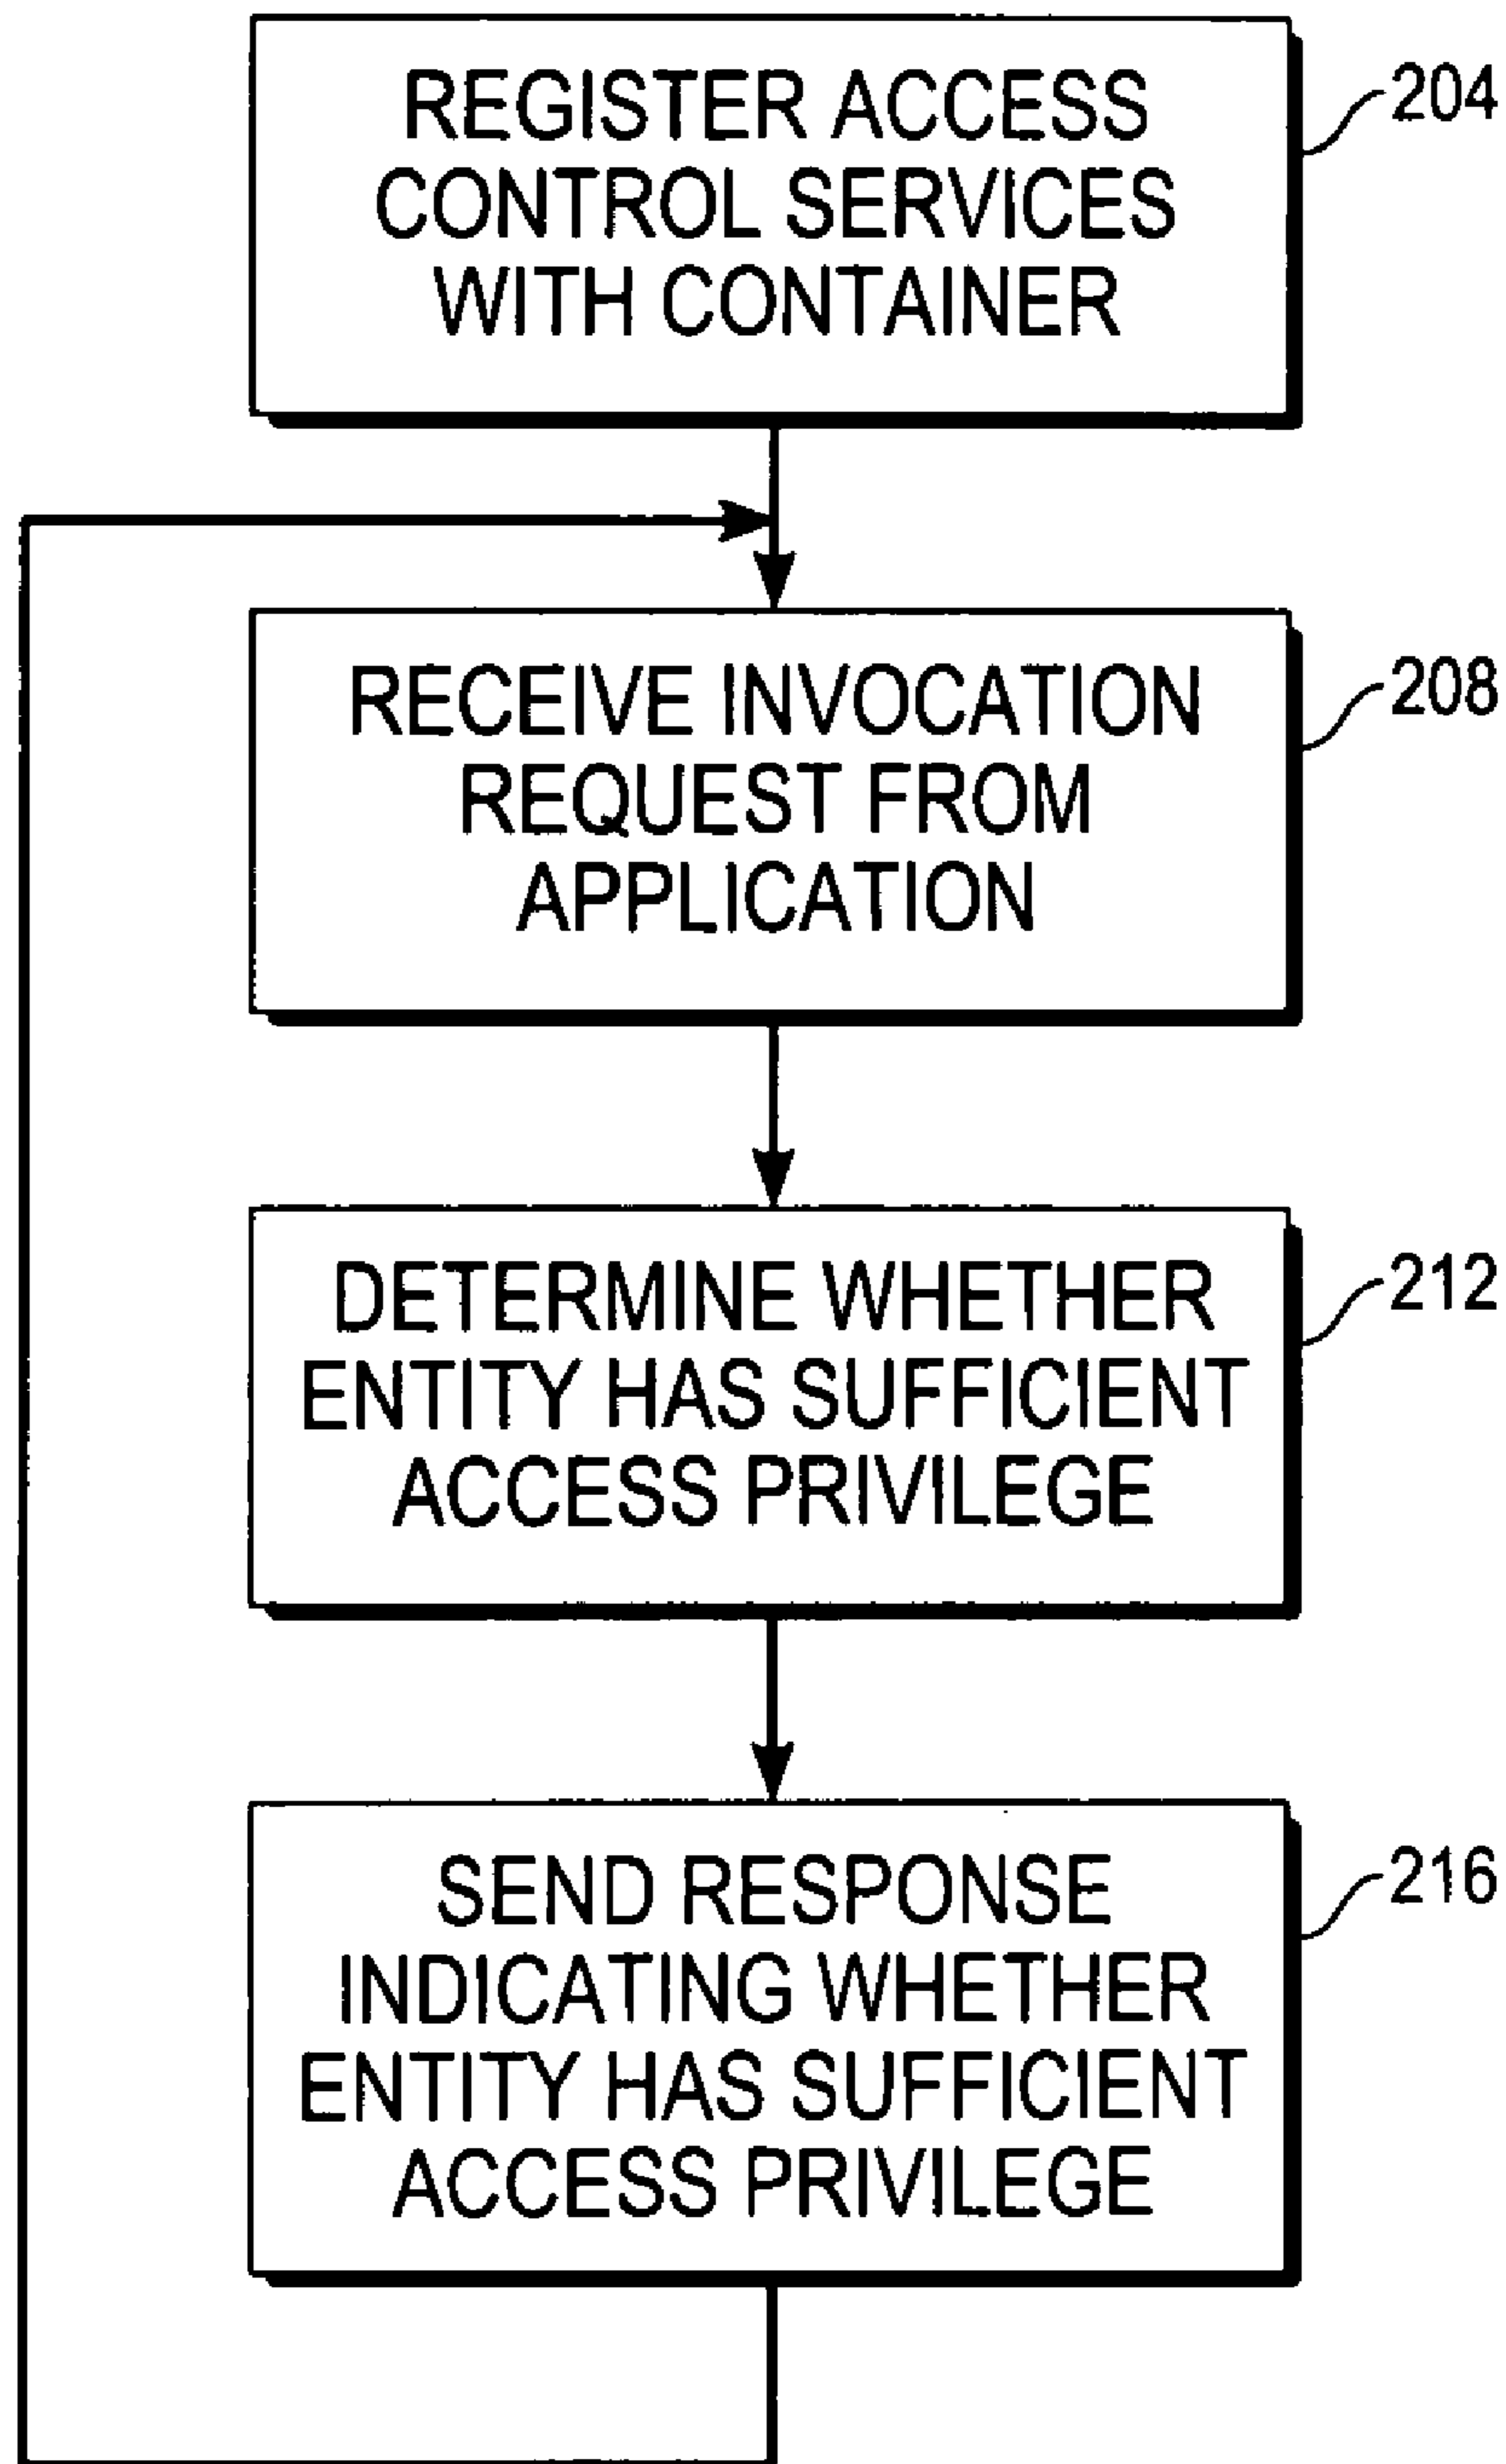 REGISTER ACCESS
CONTROL SERVICES
WITH CONTAINER
204
RECEIVE INVOCATION
REQUEST FROM
APPLICATION
208
DETERMINE WHETHER
ENTITY HAS SUFFICIENT
ACCESS PRIVILEGE
212
SEND RESPONSE
INDICATING WHETHER
ENTITY HAS SUFFICIENT
ACCESS PRIVILEGE
216